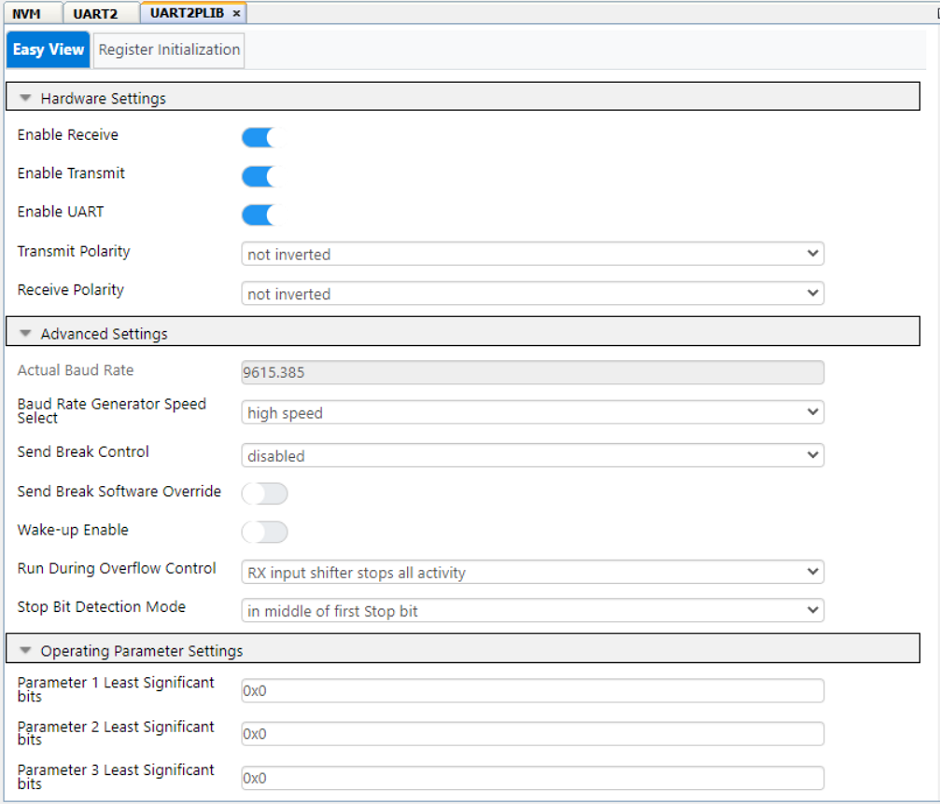 NVM
UART2
UART2PLIB ×
Easy View
Register Initialization
Hardware Settings
Enable Receive
Enable Transmit
Enable UART
Transmit Polarity
not inverted
Receive Polarity
not inverted
Advanced Settings
Actual Baud Rate
9615.385
Baud Rate Generator Speed
Select
high speed
Send Break Control
disabled
Send Break Software Override
Wake-up Enable
Run During Overflow Control
RX input shifter stops all activity
Stop Bit Detection Mode
in middle of first Stop bit
Operating Parameter Settings
Parameter 1 Least Significant
bits
0x0
Parameter 2 Least Significant
bits
0x0
Parameter 3 Least Significant
bits
0x0